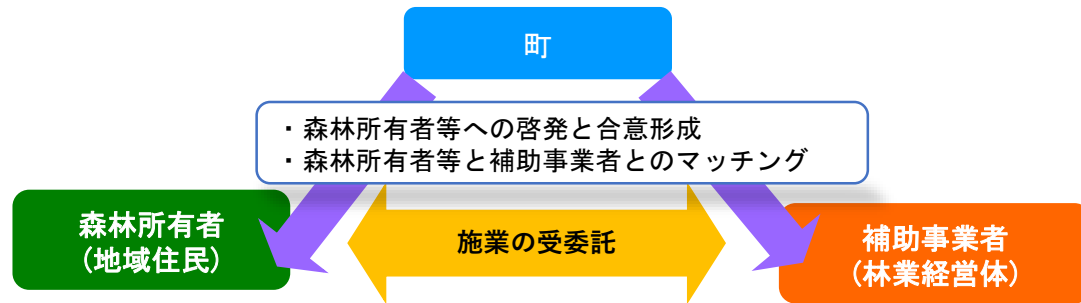 町
・森林所有者等への啓発と合意形成
・森林所有者等と補助事業者とのマッチング
森林所有者
(地域住民)
施業の受委託
補助事業者
(林業経営体)